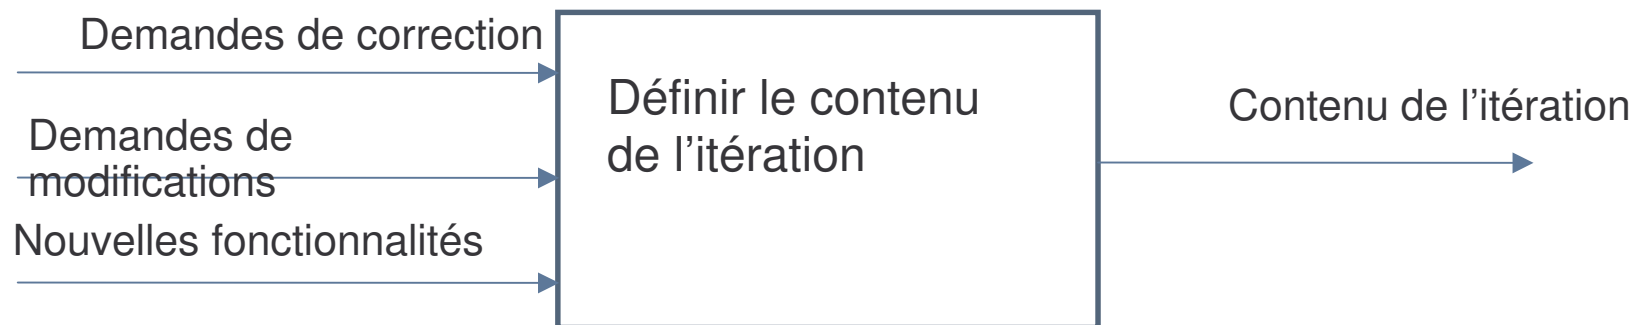 Demandes de correction
Demandes de
modifications
Nouvelles fonctionnalités
Définir le contenu
de l’itération
Contenu de l’itération